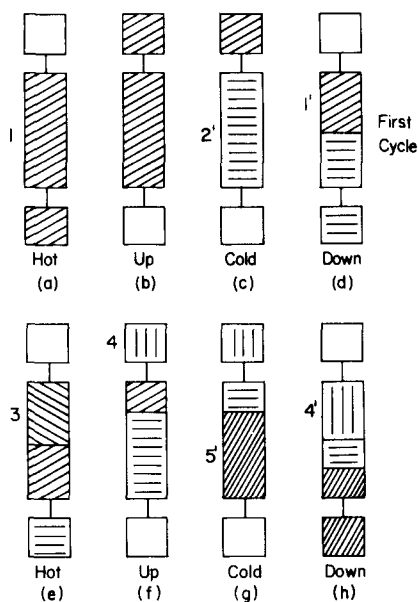 1
2'
1'
First
Cycle
Hot
Up
Cold
Down
(a)
(b)
(c)
(d)
3
4
5'
4'
Hot
Up
Cold
Down
(e)
(f)
(g)
(h)